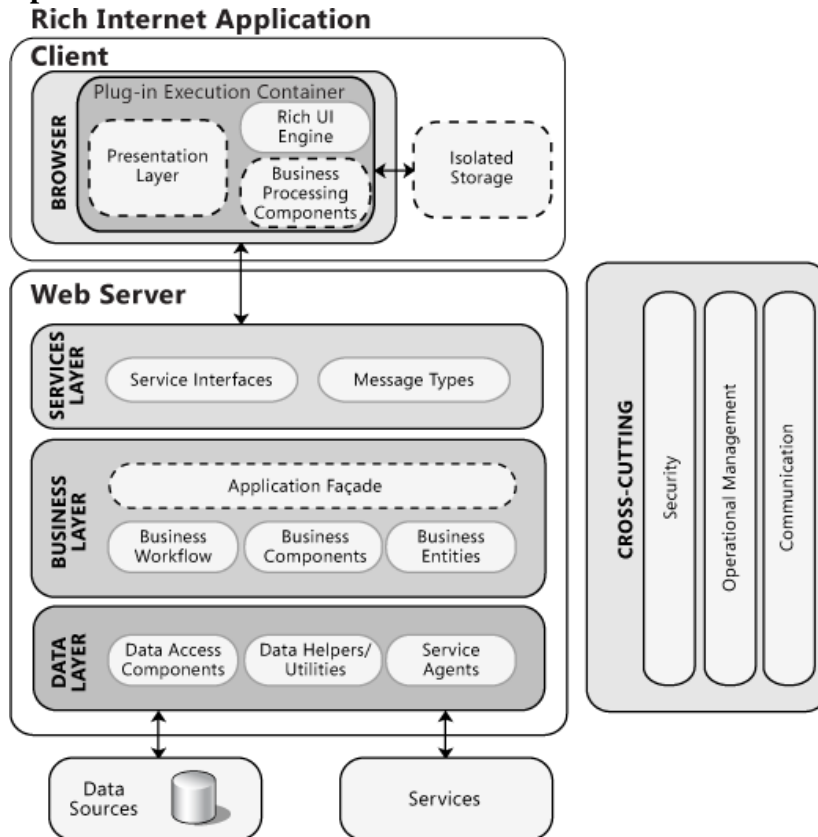 Rich Internet Application
Client
BROWSER
Plug-in Execution Container
Presentation
Layer
Rich UI
Engine
Business
Processing
Components
Isolated
Storage
Web Server
SERVICES
LAYER
Service Interfaces
Message Types
BUSINESS
LAYER
Application Façade
Business
Workflow
Business
Components
Business
Entities
DATA
LAYER
Data Access
Components
Data Helpers/
Utilities
Service
Agents
Data
Sources
Services
CROSS-CUTTING
Security
Operational Management
Communication